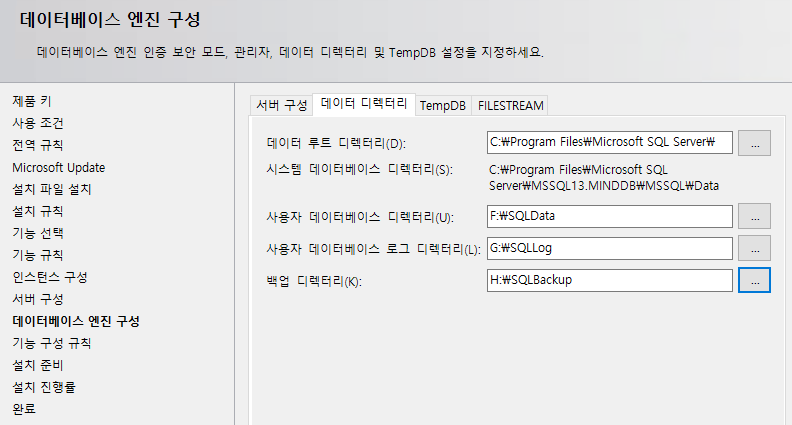 데이터베이스 엔진 구성
데이터베이스 엔진 인증 보안 모드, 관리자, 데이터 디렉터리 및 TempDB 설정을 지정하세요.
제품 키
사용 조건
전역 규칙
Microsoft Update
설치 파일 설치
설치 규칙
기능 선택
기능 규칙
인스턴스 구성
서버 구성
데이터베이스 엔진 구성
기능 구성 규칙
설치 준비
설치 진행률
완료
서버 구성 데이터 디렉터리 TempDB FILESTREAM
데이터 루트 디렉터리(D): C:₩Program Files₩Microsoft SQL Server₩ ...
시스템 데이터베이스 디렉터리(S): C:₩Program Files₩Microsoft SQL
Server₩MSSQL13.MINDDB₩MSSQL₩Data
사용자 데이터베이스 디렉터리(U): F:₩SQLData ...
사용자 데이터베이스 로그 디렉터리(L): G:₩SQLLog ...
백업 디렉터리(K): H:₩SQLBackup ...